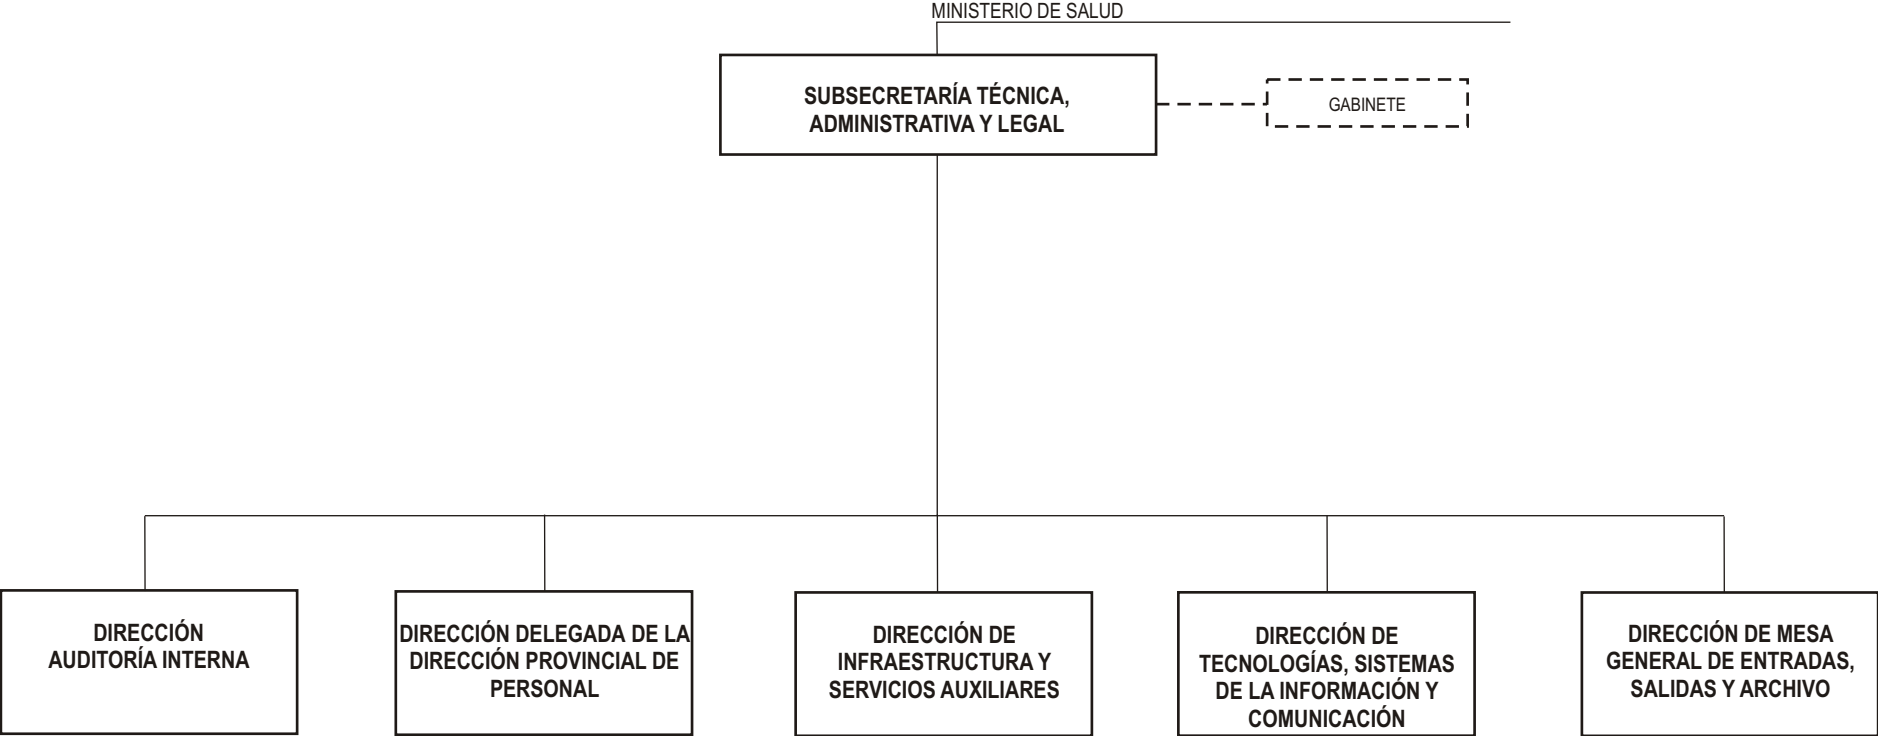 MINISTERIO DE SALUD
SUBSECRETARÍA TÉCNICA,
ADMINISTRATIVA Y LEGAL
GABINETE
DIRECCIÓN
AUDITORÍA INTERNA
DIRECCIÓN DELEGADA DE LA
DIRECCIÓN PROVINCIAL DE
PERSONAL
DIRECCIÓN DE
INFRAESTRUCTURA Y
SERVICIOS AUXILIARES
DIRECCIÓN DE
TECNOLOGÍAS, SISTEMAS
DE LA INFORMACIÓN Y
COMUNICACIÓN
DIRECCIÓN DE MESA
GENERAL DE ENTRADAS,
SALIDAS Y ARCHIVO